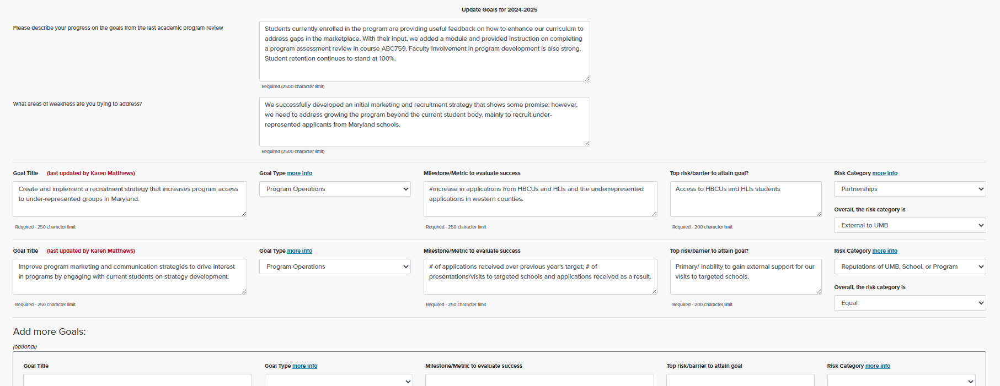 Update Goals for 2024-2025
Please describe your progress on the goals from the last academic program review
Students currently enrolled in the program are providing useful feedback on how to enhance our curriculum to
address gaps in the marketplace. With their input, we added a module and provided instruction on completing
a program assessment review in course ABC759. Faculty involvement in program development is also strong.
Student retention continues to stand at 100%.
Required (2500 character limit)
What areas of weakness are you trying to address?
We successfully developed an initial marketing and recruitment strategy that shows some promise; however,
we need to address growing the program beyond the current student body, mainly to recruit under-
represented applicants from Maryland schools.
Required (2500 character limit)
Goal Title (last updated by Karen Matthews)
Create and implement a recruitment strategy that increases program access
to under-represented groups in Maryland.
Required - 250 character limit
Goal Type more info
Program Operations
Milestone/Metric to evaluate success
#increase in applications from HBCUs and HLIs and the underrepresented
applications in western counties.
Required - 250 character limit
Top risk/barrier to attain goal?
Access to HBCUs and HLIs students
Required - 200 character limit
Risk Category more info
Partnerships
Overall, the risk category is
External to UMB
Goal Title (last updated by Karen Matthews)
Improve program marketing and communication strategies to drive interest
in programs by engaging with current students on strategy development.
Required - 250 character limit
Goal Type more info
Program Operations
Milestone/Metric to evaluate success
# of applications received over previous year's target; # of
presentations/visits to targeted schools and applications received as a result.
Required - 250 character limit
Top risk/barrier to attain goal?
Primary/ Inability to gain external support for our
visits to targeted schools.
Required - 200 character limit
Risk Category more info
Reputations of UMB, School, or Program
Overall, the risk category is
Equal
Add more Goals:
(optional)
Goal Title
Goal Type more info
Milestone/Metric to evaluate success
Top risk/barrier to attain goal
Risk Category more info